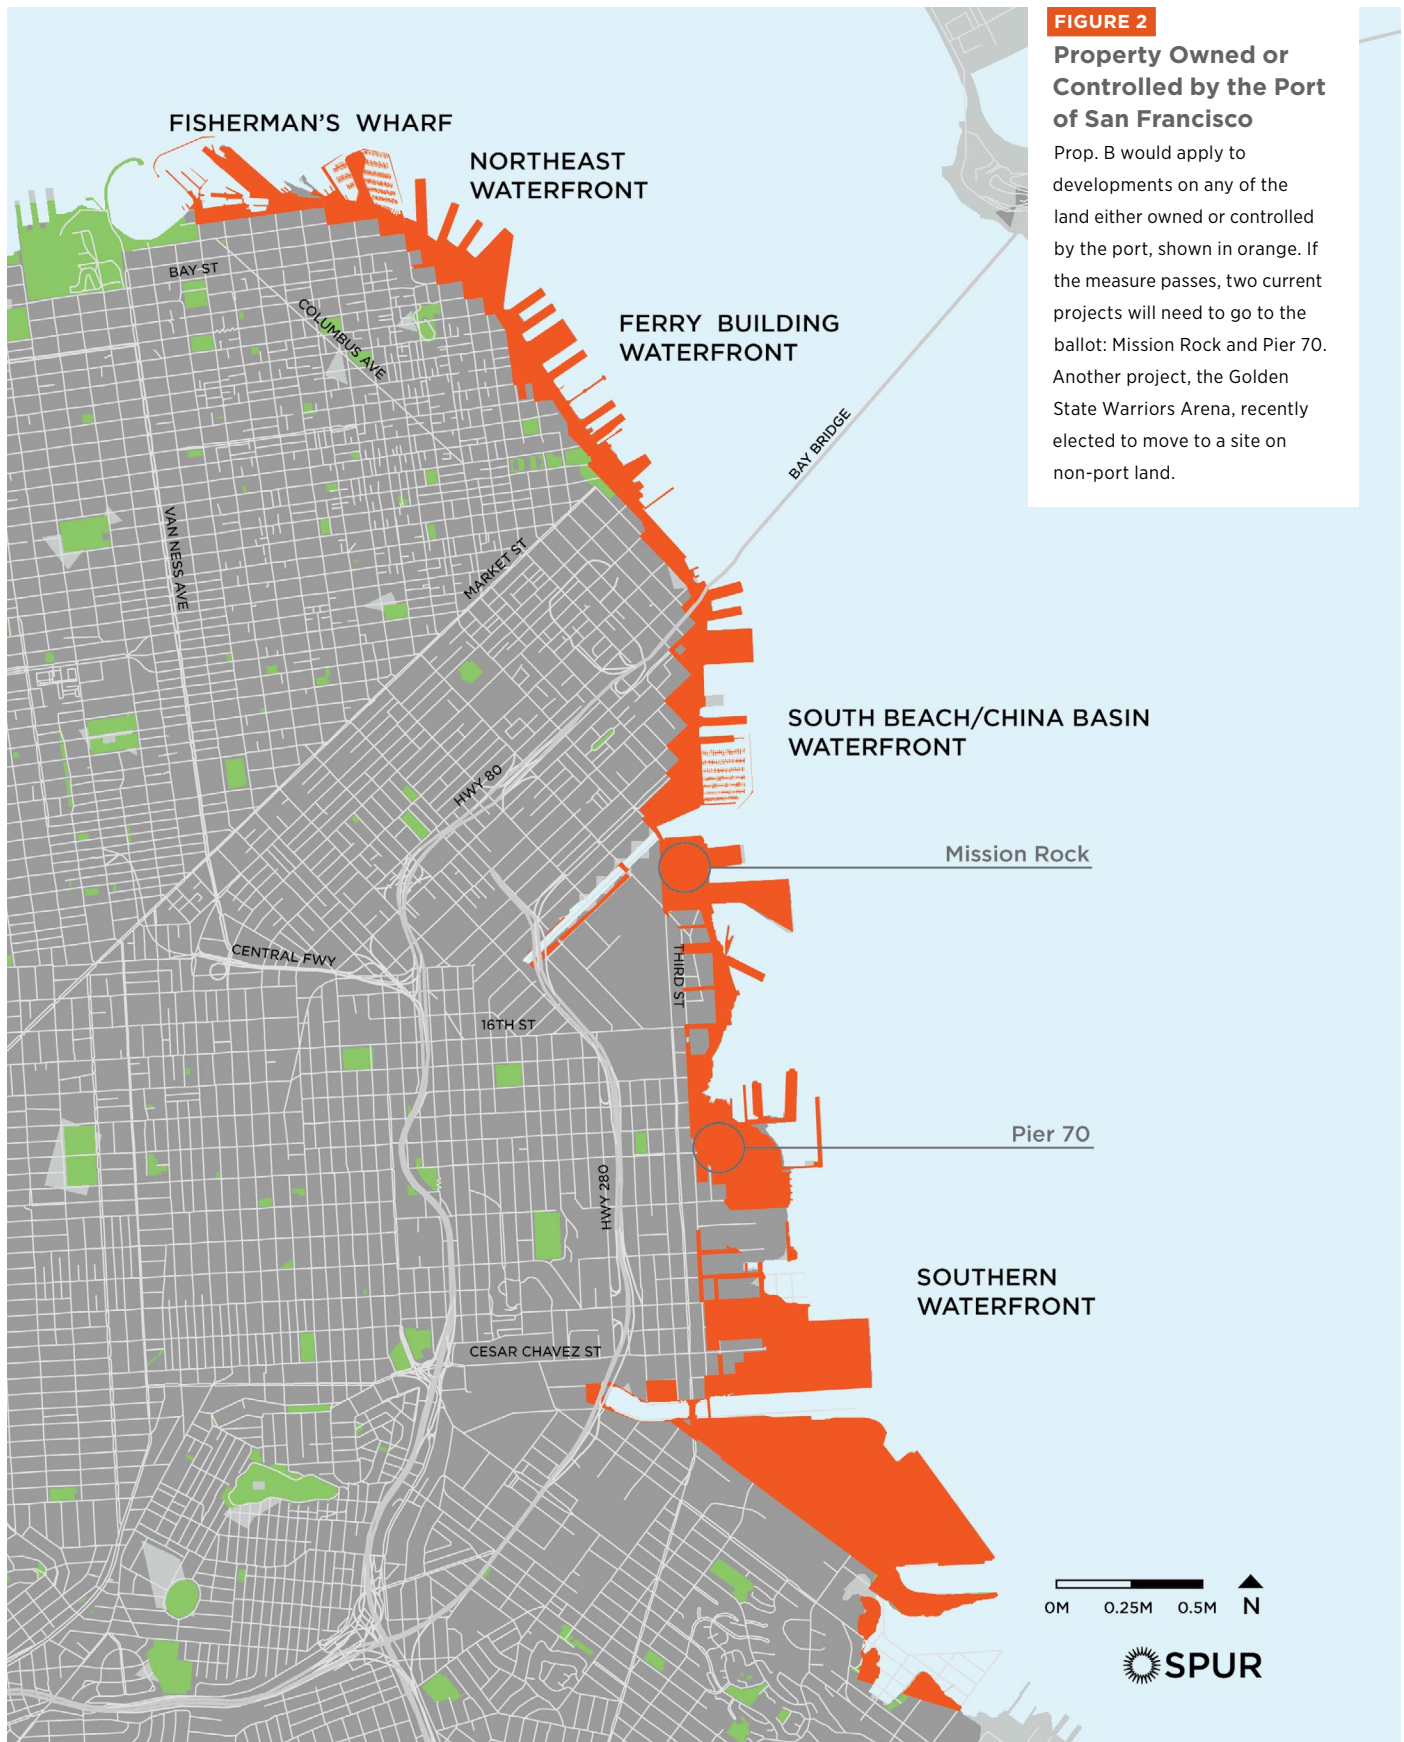 FIGURE 2
Property Owned or
Controlled by the Port
of San Francisco
Prop. B would apply to
developments on any of the
land either owned or controlled
by the port, shown in orange. If
the measure passes, two current
projects will need to go to the
ballot: Mission Rock and Pier 70.
Another project, the Golden
State Warriors Arena, recently
elected to move to a site on
non-port land.
FISHERMAN'S WHARF
NORTHEAST
WATERFRONT
BAY ST
COLUMBUS AVE
FERRY BUILDING
WATERFRONT
BAY BRIDGE
VAN NESS AVE
MARKET ST
SOUTH BEACH/CHINA BASIN
WATERFRONT
HWY 80
Mission Rock
CENTRAL FWY
THIRD ST
16TH ST
Pier 70
HWY 280
SOUTHERN
WATERFRONT
CESAR CHAVEZ ST
0M 0.25M 0.5M N
SPUR